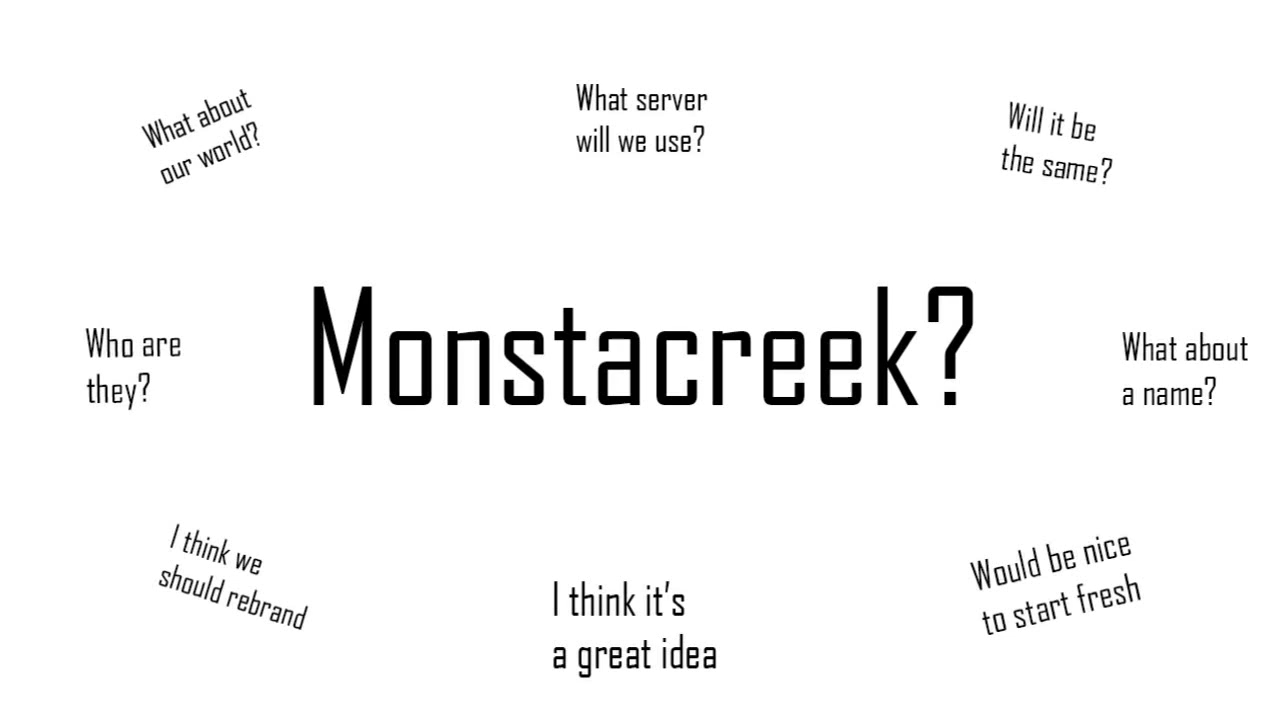 What about
our world?
What server
will we use?
Will it be
the same?
Who are
they?
Monstacreek?
What about
a name?
I think we
should rebrand
I think it's
a great idea
Would be nice
to start fresh